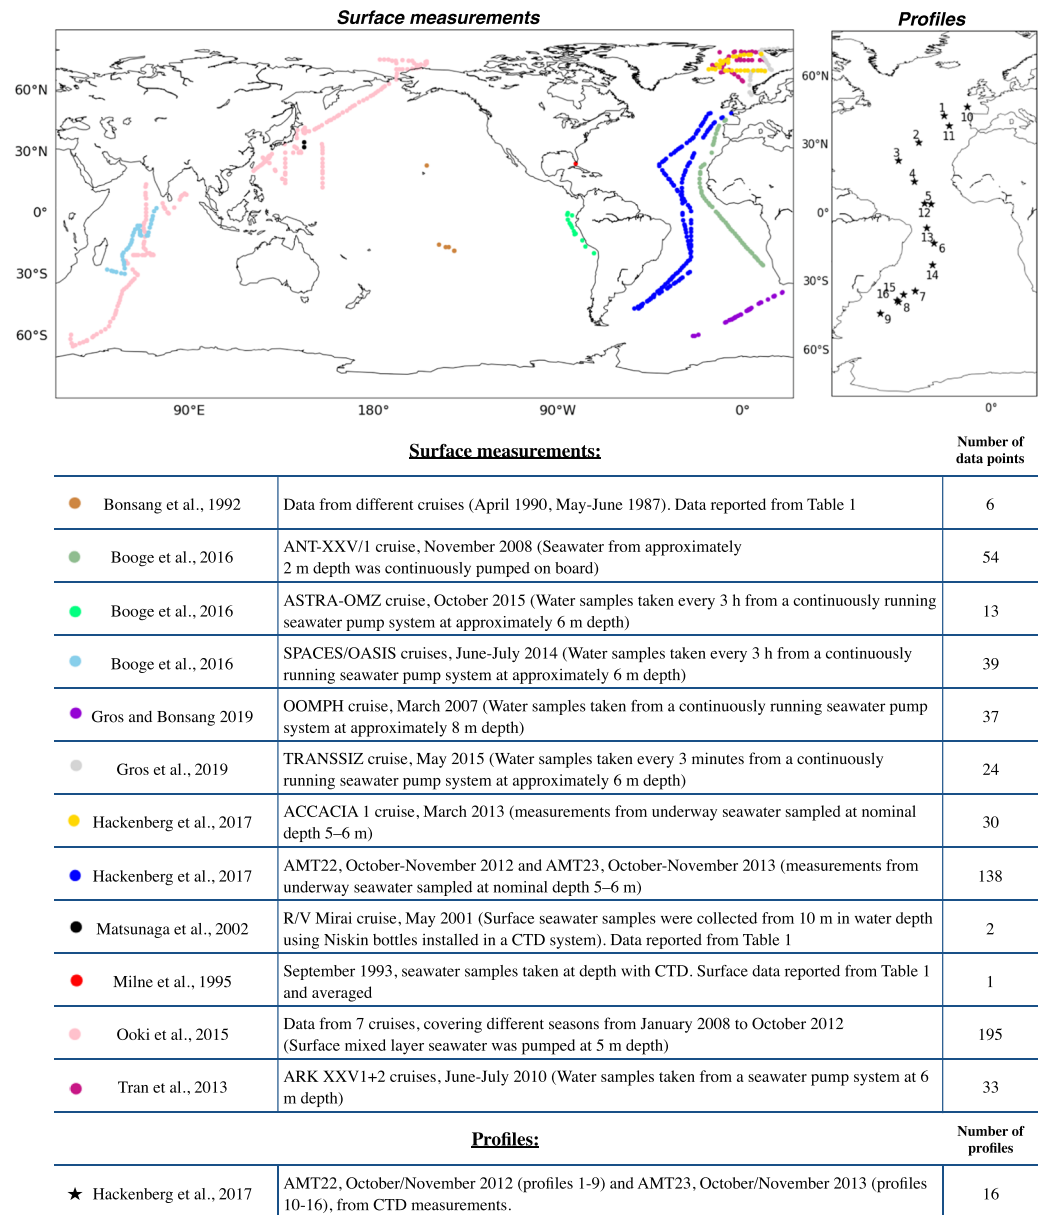 Surface measurements
Profiles
60°N
30°N
0°
30°S
60°S
90°E
180°
90°W
0°
60°N
30°N
0°
30°S
60°S
0°
1
10
11
2
3
4
5
12
13
6
14
15
16
7
8
9
Surface measurements:
Number of
data points
Bonsang et al., 1992
Data from different cruises (April 1990, May-June 1987). Data reported from Table 1
6
Booge et al., 2016
ANT-XXV/1 cruise, November 2008 (Seawater from approximately
2 m depth was continuously pumped on board)
54
Booge et al., 2016
ASTRA-OMZ cruise, October 2015 (Water samples taken every 3 h from a continuously running
seawater pump system at approximately 6 m depth)
13
Booge et al., 2016
SPACES/OASIS cruises, June-July 2014 (Water samples taken every 3 h from a continuously
running seawater pump system at approximately 6 m depth)
39
Gros and Bonsang 2019
OOMPH cruise, March 2007 (Water samples taken from a continuously running seawater pump
system at approximately 8 m depth)
37
Gros et al., 2019
TRANSSIZ cruise, May 2015 (Water samples taken every 3 minutes from a continuously
running seawater pump system at approximately 6 m depth)
24
Hackenberg et al., 2017
ACCACIA 1 cruise, March 2013 (measurements from underway seawater sampled at nominal
depth 5–6 m)
30
Hackenberg et al., 2017
AMT22, October-November 2012 and AMT23, October-November 2013 (measurements from
underway seawater sampled at nominal depth 5–6 m)
138
Matsunaga et al., 2002
R/V Mirai cruise, May 2001 (Surface seawater samples were collected from 10 m in water depth
using Niskin bottles installed in a CTD system). Data reported from Table 1
2
Milne et al., 1995
September 1993, seawater samples taken at depth with CTD. Surface data reported from Table 1
and averaged
1
Ooki et al., 2015
Data from 7 cruises, covering different seasons from January 2008 to October 2012
(Surface mixed layer seawater was pumped at 5 m depth)
195
Tran et al., 2013
ARK XXV1+2 cruises, June-July 2010 (Water samples taken from a seawater pump system at 6
m depth)
33
Profiles:
Number of
profiles
Hackenberg et al., 2017
AMT22, October/November 2012 (profiles 1-9) and AMT23, October/November 2013 (profiles
10-16), from CTD measurements.
16